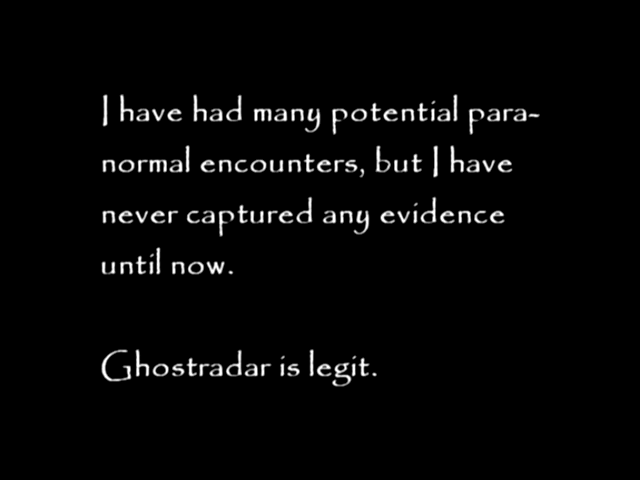 I have had many potential para-
normal encounters, but I have
never captured any evidence
until now.
Ghostradar is legit.